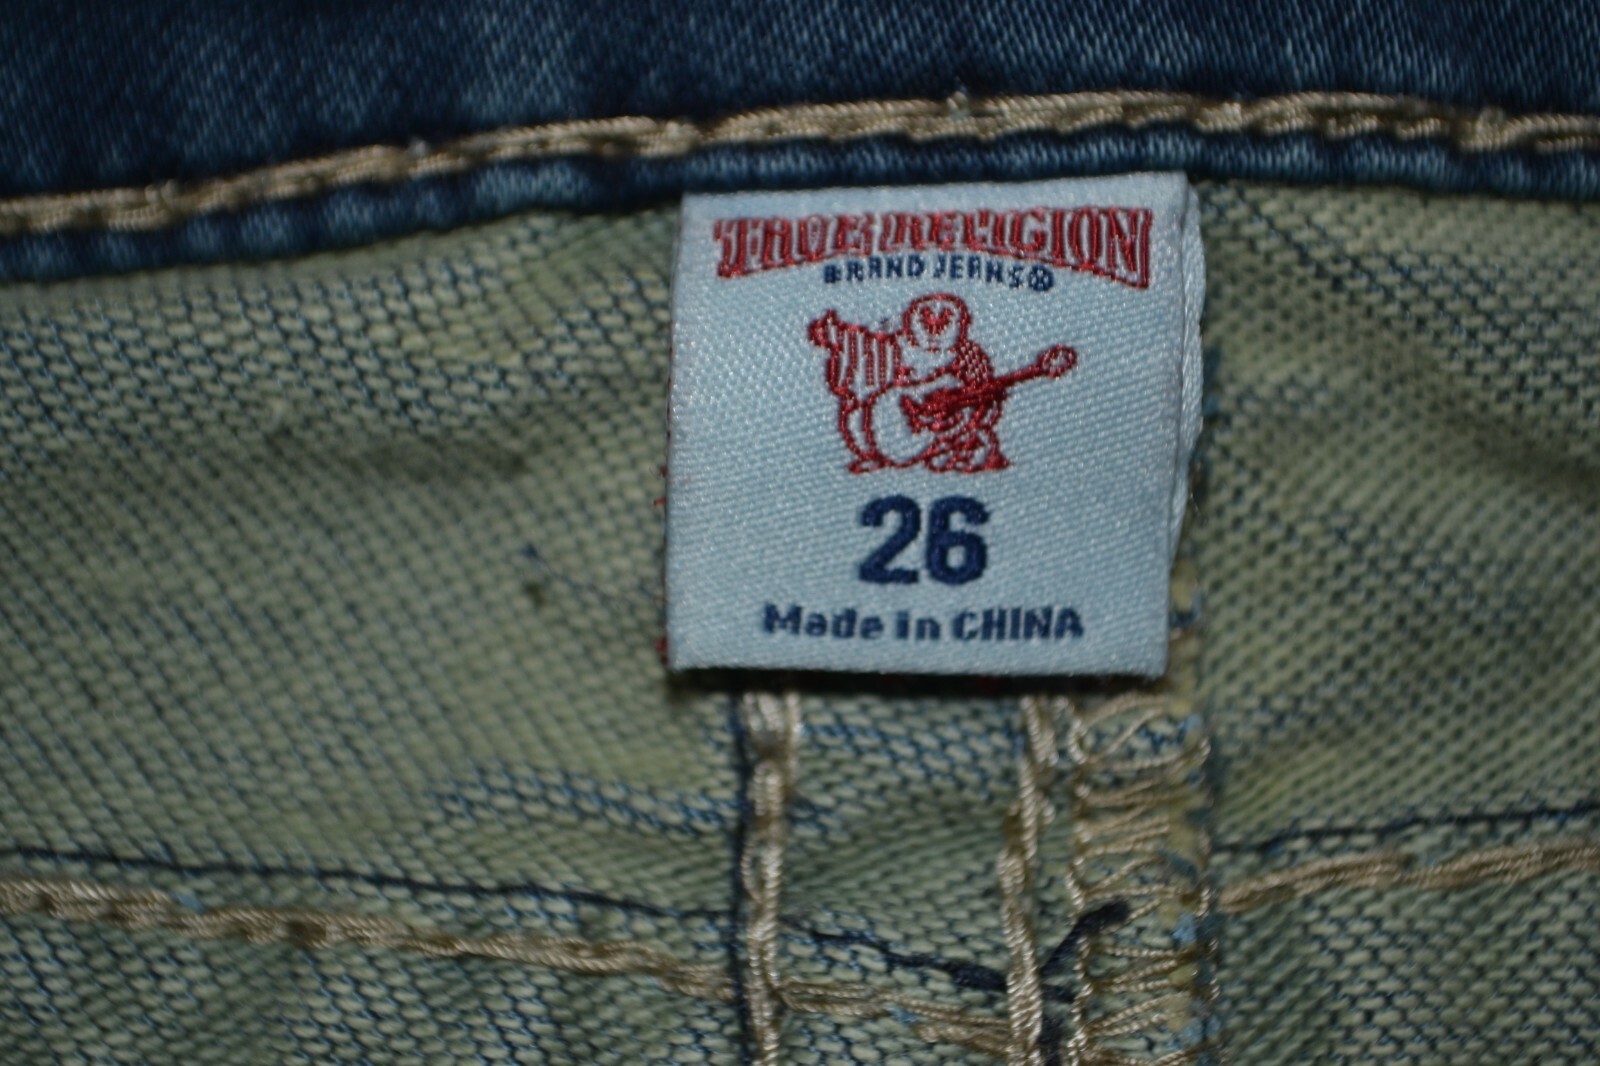 TRUE RELIGION
BRAND JEANS®
26
Made in CHINA